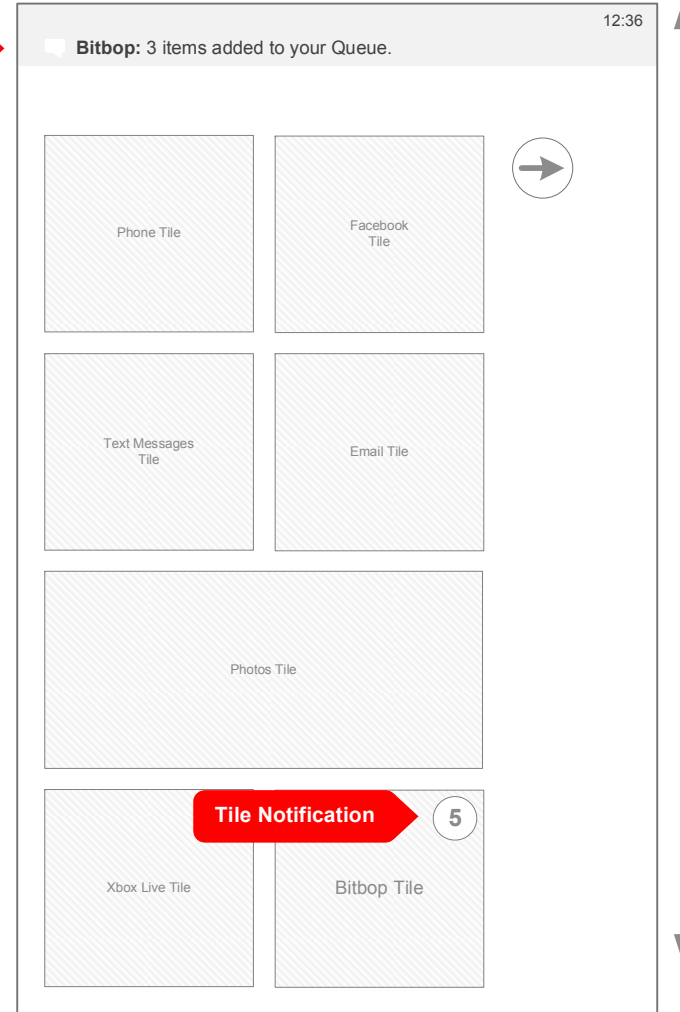 12:36
Bitbop: 3 items added to your Queue.
Phone Tile
Facebook
Tile
Text Messages
Tile
Email Tile
Photos Tile
Tile Notification
5
Xbox Live Tile
Bitbop Tile